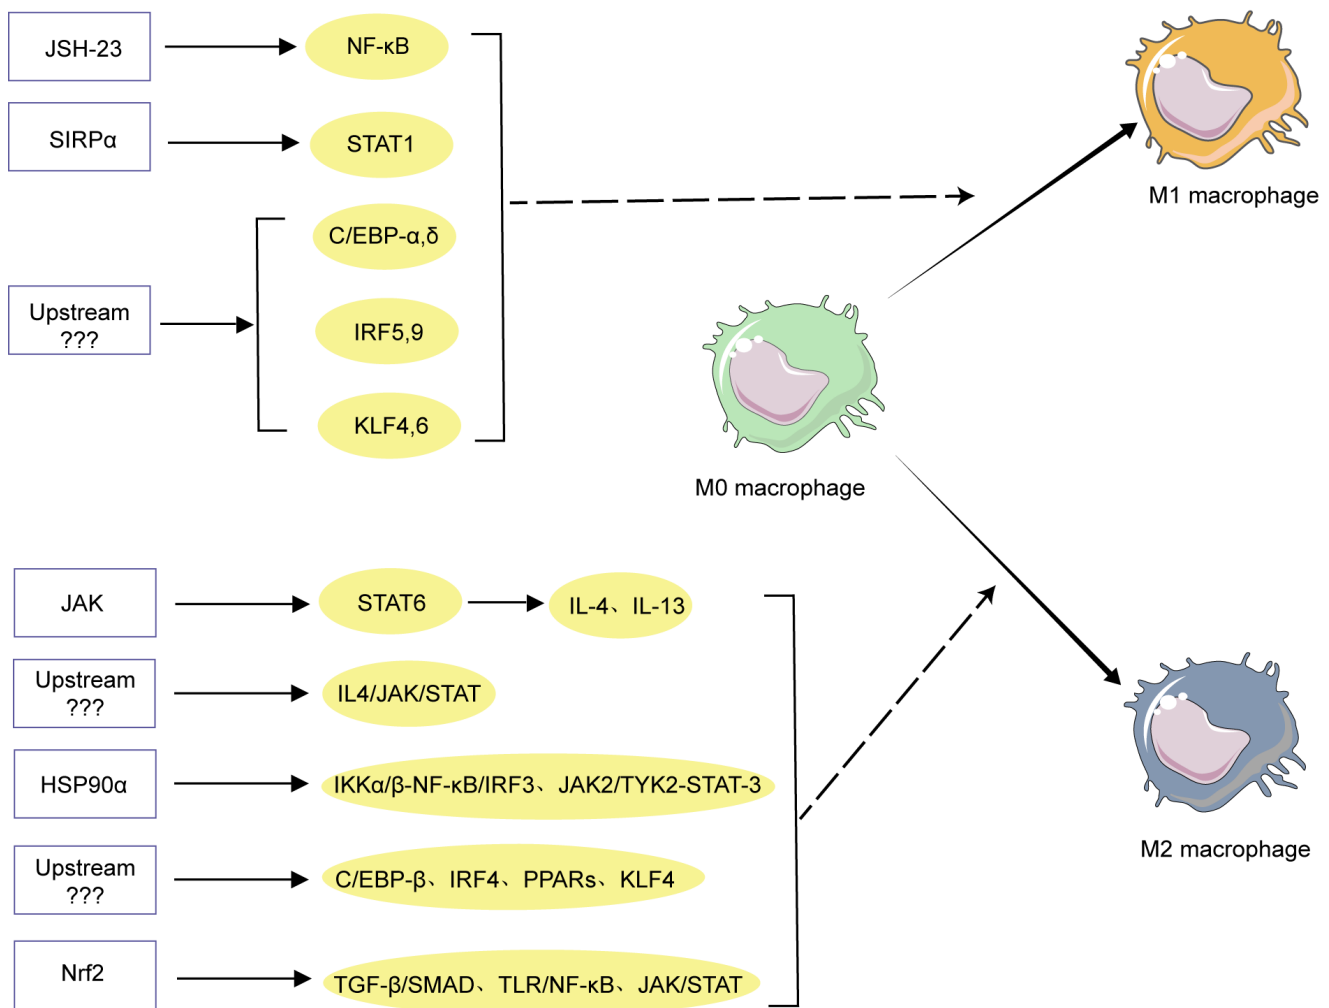 JSH-23
NF-κB
SIRPα
STAT1
Upstream
???
C/EBP-α,δ
IRF5,9
KLF4,6
M1 macrophage
M0 macrophage
JAK
STAT6
IL-4、IL-13
Upstream
???
IL4/JAK/STAT
HSP90α
IKKα/β-NF-κB/IRF3、JAK2/TYK2-STAT-3
Upstream
???
C/EBP-β、IRF4、PPARs、KLF4
Nrf2
TGF-β/SMAD、TLR/NF-κB、JAK/STAT
M2 macrophage